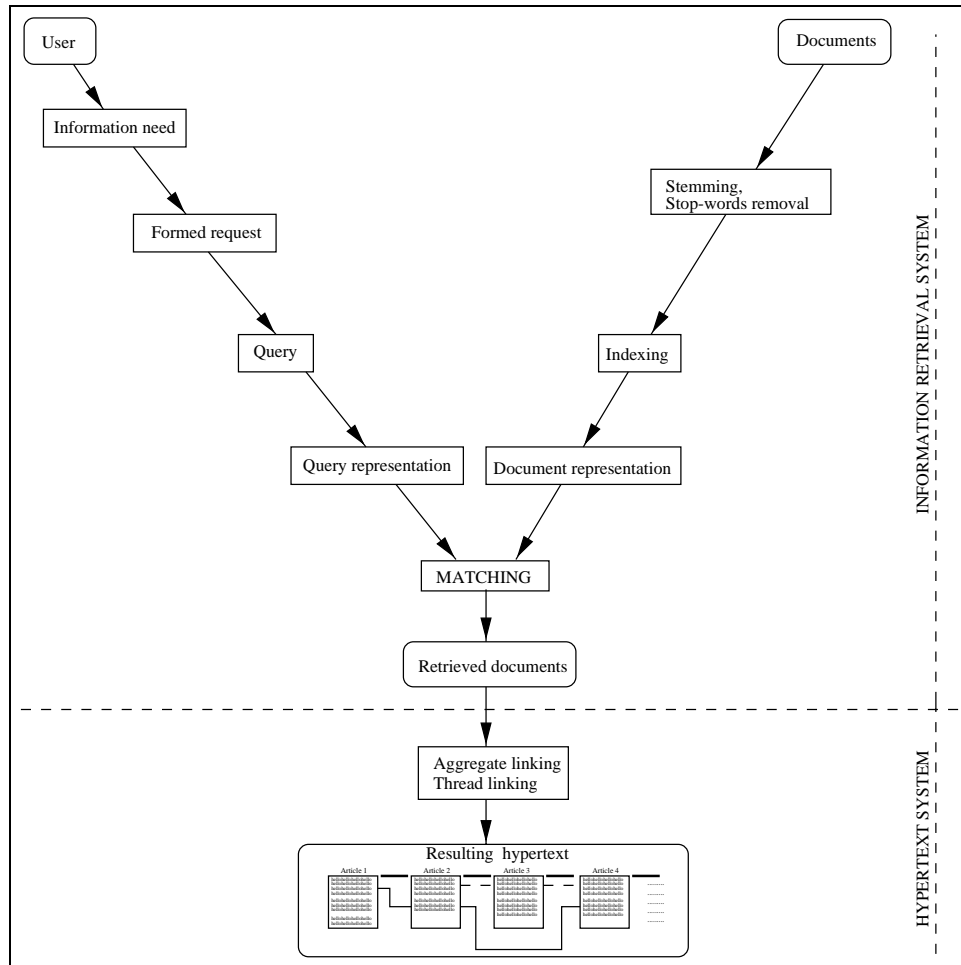 User
Documents
Information need
Stemming,
Stop-words removal
Formed request
Query
Indexing
Query representation
Document representation
MATCHING
Retrieved documents
INFORMATION RETRIEVAL SYSTEM
Aggregate linking
Thread linking
HYPERTEXT SYSTEM
Resulting hypertext
Article 1
Article 2
Article 3
Article 4